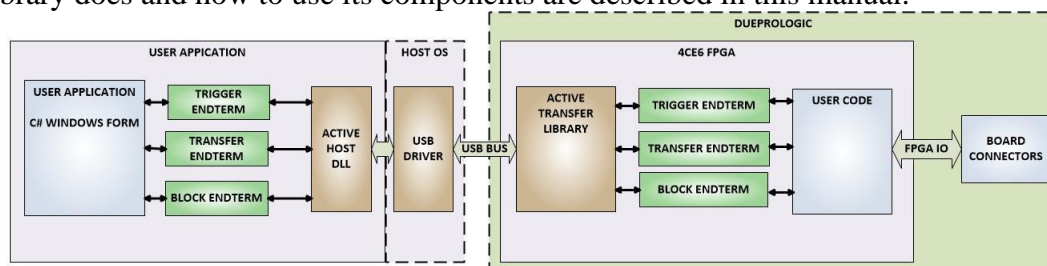 brary does and how to use its components are described in this manual.
DUEPROLOGIC
USER APPICATION
HOST OS
4CE6 FPGA
USER APPLICATION
C# WINDOWS FORM
TRIGGER
ENDTERM
TRANSFER
ENDTERM
BLOCK ENDTERM
ACTIVE
HOST
DLL
USB
DRIVER
USB BUS
ACTIVE
TRANSFER
LIBRARY
TRIGGER ENDTERM
TRANSFER ENDTERM
BLOCK ENDTERM
USER CODE
FPGA IO
BOARD
CONNECTORS